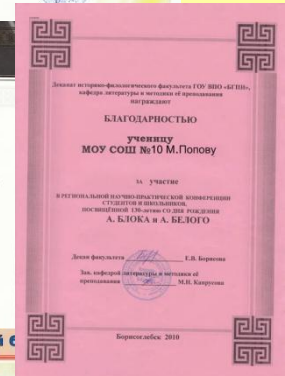 Деканат историко-филологического факультета ГОУ ВПО «БГПИ»,
кафедра литературы и методики её преподавания
награждают
БЛАГОДАРНОСТЬЮ
ученицу
МОУ СОШ №10 М.Попову
за участие
В РЕГИОНАЛЬНОЙ НАУЧНО-ПРАКТИЧЕСКОЙ КОНФЕРЕНЦИИ
СТУДЕНТОВ И ШКОЛЬНИКОВ,
ПОСВЯЩЁННОЙ 130-летию СО ДНЯ РОЖДЕНИЯ
А. БЛОКА и А. БЕЛОГО
Декан факультета Е.В. Борисова
Зав. кафедрой литературы и методики её
преподавания М.Н. Капрусова
Борисоглебск 2010